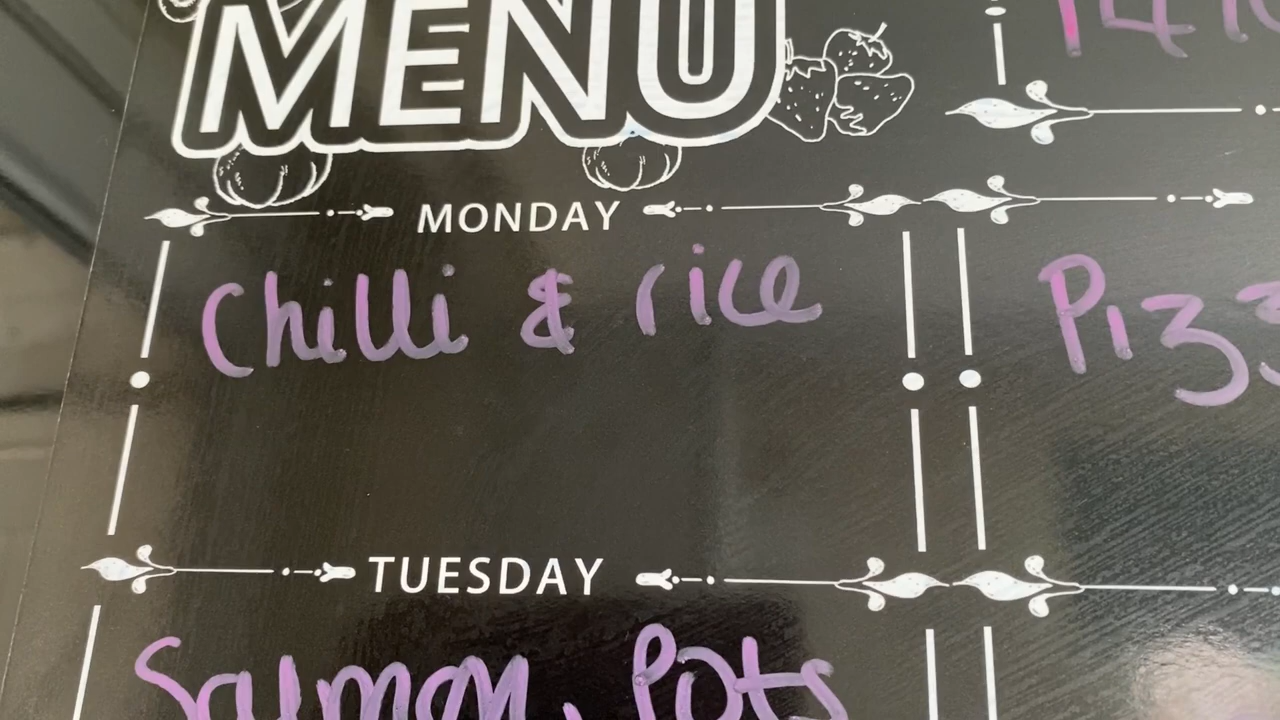 MENU
MONDAY
Chilli & rice
TUESDAY
Salmon, Pots